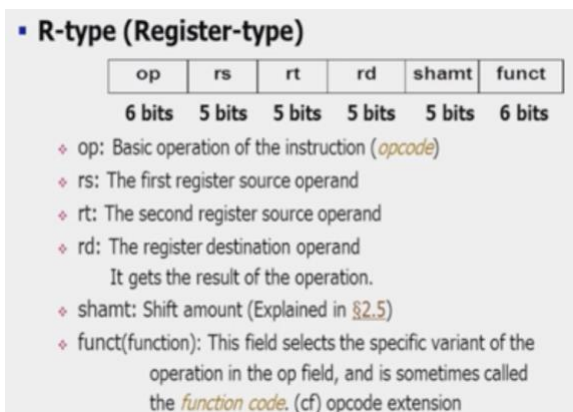 ▪ R-type (Register-type)
op rs rt rd shamt funct
6 bits 5 bits 5 bits 5 bits 5 bits 6 bits
❖ op: Basic operation of the instruction (opcode)
❖ rs: The first register source operand
❖ rt: The second register source operand
❖ rd: The register destination operand
It gets the result of the operation.
❖ shamt: Shift amount (Explained in §2.5)
❖ funct(function): This field selects the specific variant of the
operation in the op field, and is sometimes called
the function code. (cf) opcode extension